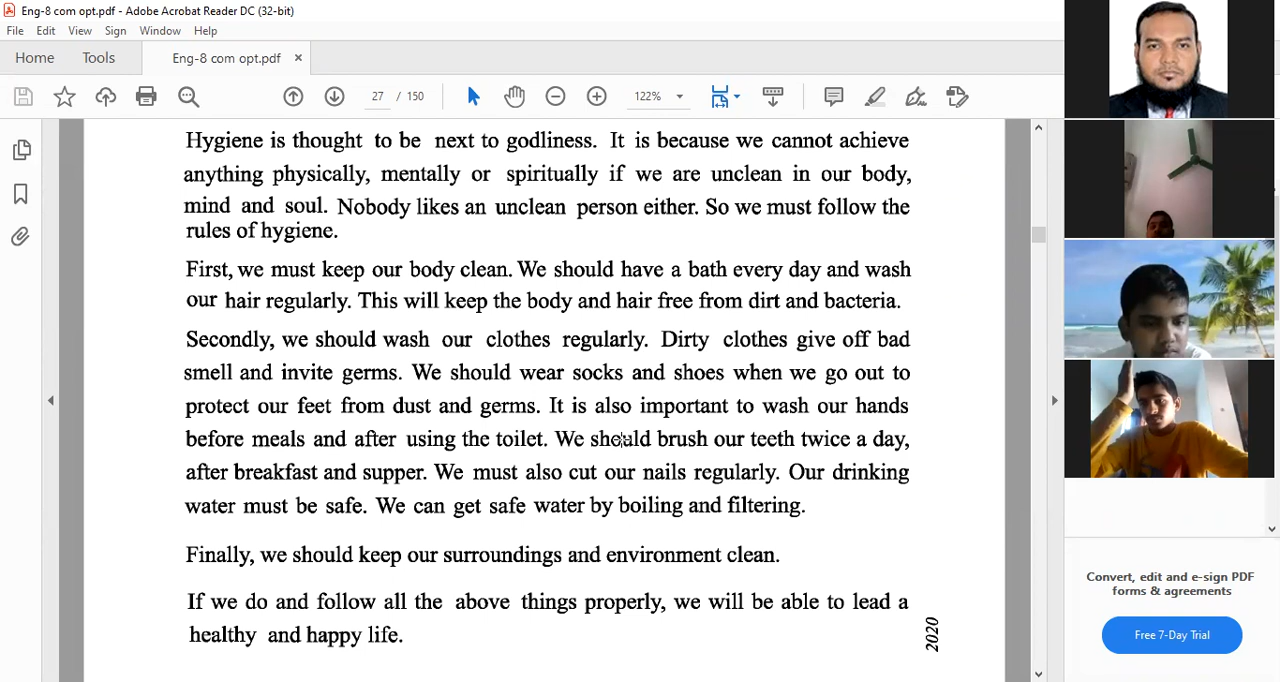 Eng-8 com opt.pdf - Adobe Acrobat Reader DC (32-bit)
File Edit View Sign Window Help
Home Tools Eng-8 com opt.pdf ×
27 / 150 122%
Hygiene is thought to be next to godliness. It is because we cannot achieve
anything physically, mentally or spiritually if we are unclean in our body,
mind and soul. Nobody likes an unclean person either. So we must follow the
rules of hygiene.
First, we must keep our body clean. We should have a bath every day and wash
our hair regularly. This will keep the body and hair free from dirt and bacteria.
Secondly, we should wash our clothes regularly. Dirty clothes give off bad
smell and invite germs. We should wear socks and shoes when we go out to
protect our feet from dust and germs. It is also important to wash our hands
before meals and after using the toilet. We should brush our teeth twice a day,
after breakfast and supper. We must also cut our nails regularly. Our drinking
water must be safe. We can get safe water by boiling and filtering.
Finally, we should keep our surroundings and environment clean.
If we do and follow all the above things properly, we will be able to lead a
healthy and happy life.
2020
Convert, edit and e-sign PDF
forms & agreements
Free 7-Day Trial